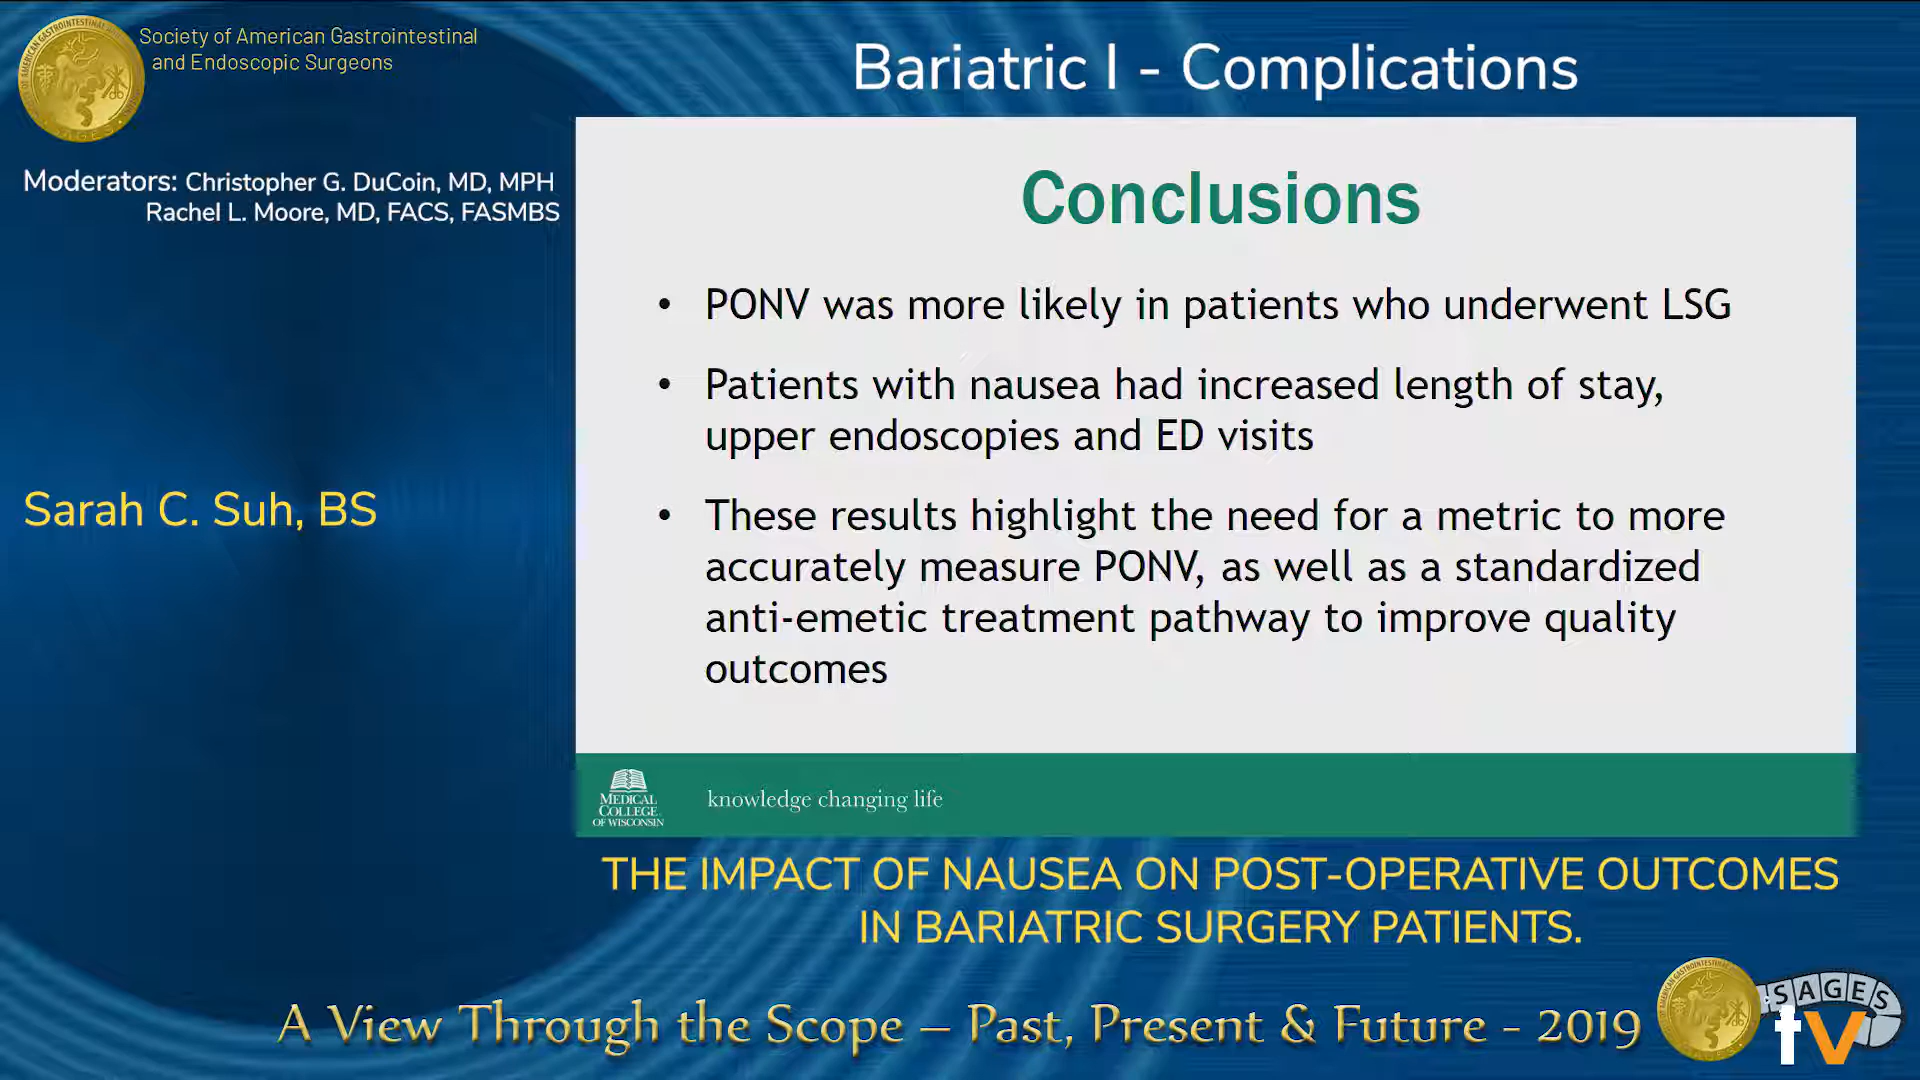 Society of American Gastrointestinal
and Endoscopic Surgeons
Bariatric I - Complications
Moderators: Christopher G. DuCoin, MD, MPH
Rachel L. Moore, MD, FACS, FASMBS
Sarah C. Suh, BS
Conclusions
• PONV was more likely in patients who underwent LSG
• Patients with nausea had increased length of stay,
upper endoscopies and ED visits
• These results highlight the need for a metric to more
accurately measure PONV, as well as a standardized
anti-emetic treatment pathway to improve quality
outcomes
MEDICAL
COLLEGE
OF WISCONSIN
knowledge changing life
THE IMPACT OF NAUSEA ON POST-OPERATIVE OUTCOMES
IN BARIATRIC SURGERY PATIENTS.
A View Through the Scope – Past, Present & Future - 2019
SAGES
tv